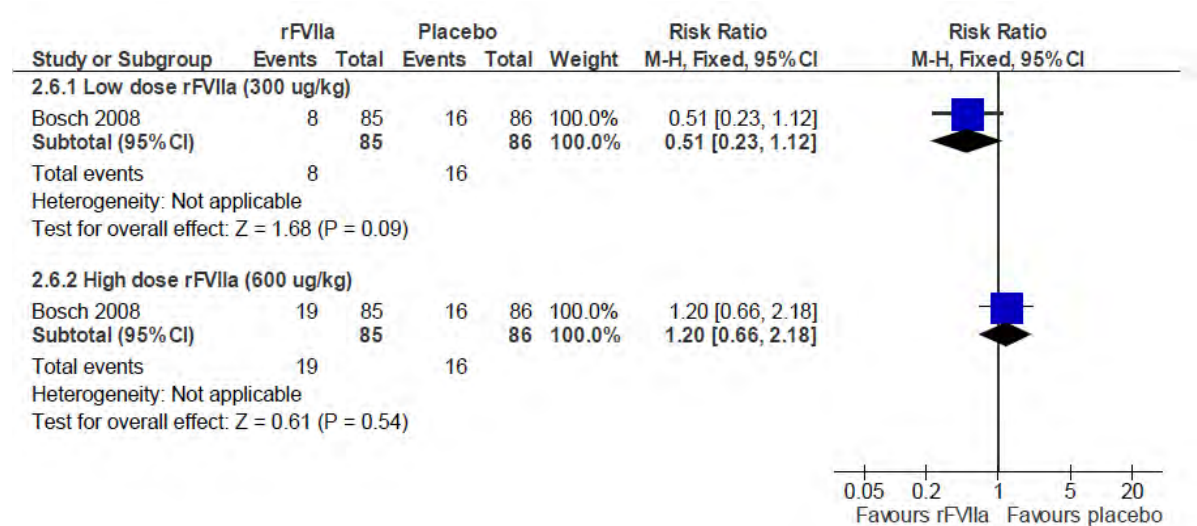 rFVIIa Placebo Risk Ratio Risk Ratio
Study or Subgroup Events Total Events Total Weight M-H, Fixed, 95% CI M-H, Fixed, 95% CI
2.6.1 Low dose rFVIIa (300 ug/kg)
Bosch 2008 8 85 16 86 100.0% 0.51 [0.23, 1.12]
Subtotal (95% CI) 85 86 100.0% 0.51 [0.23, 1.12]
Total events 8 16
Heterogeneity: Not applicable
Test for overall effect: Z = 1.68 (P = 0.09)
2.6.2 High dose rFVIIa (600 ug/kg)
Bosch 2008 19 85 16 86 100.0% 1.20 [0.66, 2.18]
Subtotal (95% CI) 85 86 100.0% 1.20 [0.66, 2.18]
Total events 19 16
Heterogeneity: Not applicable
Test for overall effect: Z = 0.61 (P = 0.54)
0.05 0.2 1 5 20
Favours rFVIIa Favours placebo